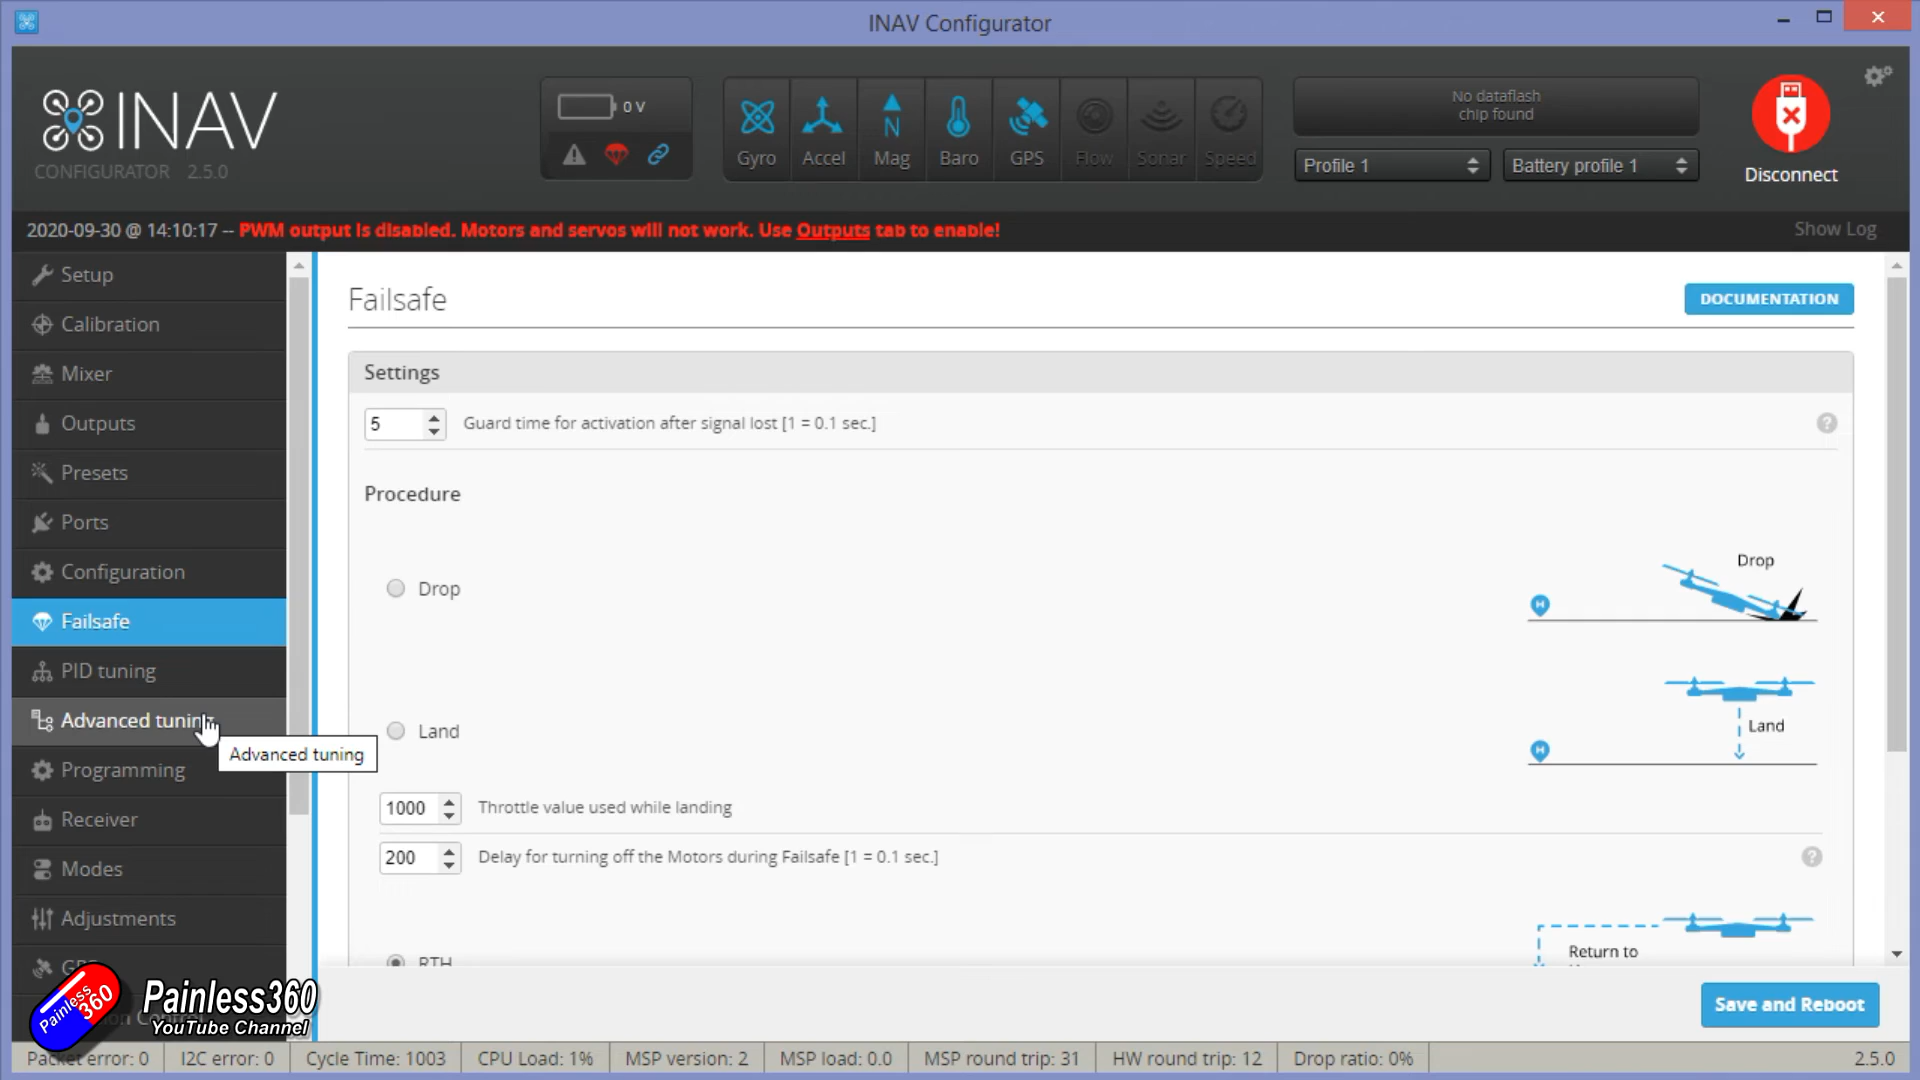 INAV Configurator
INAV
CONFIGURATOR 2.5.0
0 V
Gyro
Accel
N
Mag
Baro
GPS
Flow
Sonar
Speed
No dataflash
chip found
Profile 1
Battery profile 1
Disconnect
2020-09-30 @ 14:10:17 -- PWM output is disabled. Motors and servos will not work. Use Outputs tab to enable!
Show Log
Setup
Calibration
Mixer
Outputs
Presets
Ports
Configuration
Failsafe
PID tuning
Advanced tuning
Advanced tuning
Programming
Receiver
Modes
Adjustments
Failsafe
DOCUMENTATION
Settings
5
Guard time for activation after signal lost [1 = 0.1 sec.]
?
Procedure
Drop
Drop
H
Land
Land
H
1000
Throttle value used while landing
200
Delay for turning off the Motors during Failsafe [1 = 0.1 sec.]
?
RTH
Return to
Painless
360
Painless360
YouTube Channel
Save and Reboot
Packet error: 0
I2C error: 0
Cycle Time: 1003
CPU Load: 1%
MSP version: 2
MSP load: 0.0
MSP round trip: 31
HW round trip: 12
Drop ratio: 0%
2.5.0